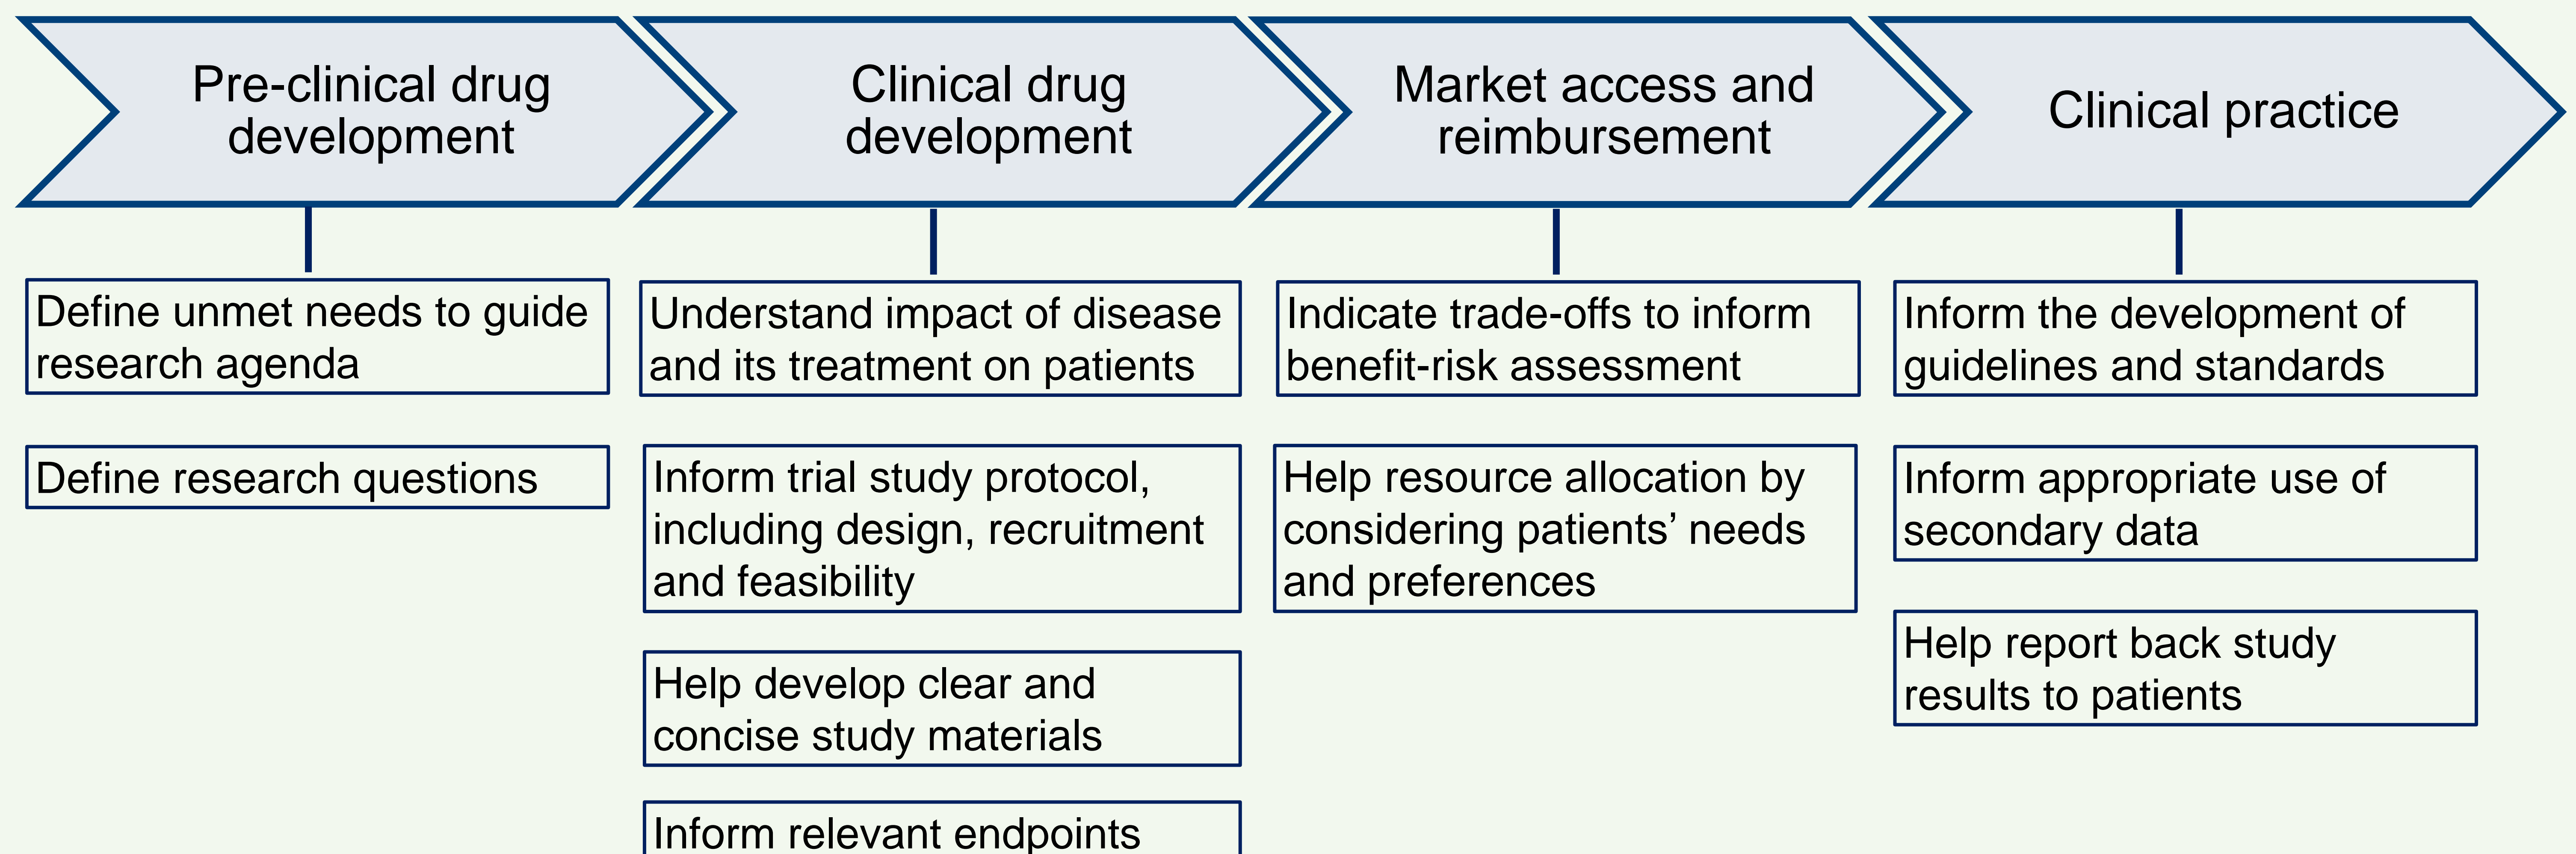 Pre-clinical drug
development
Clinical drug
development
Market access and
reimbursement
Clinical practice
Define unmet needs to guide
research agenda
Define research questions
Understand impact of disease
and its treatment on patients
Inform trial study protocol,
including design, recruitment
and feasibility
Help develop clear and
concise study materials
Inform relevant endpoints
Indicate trade-offs to inform
benefit-risk assessment
Help resource allocation by
considering patients’ needs
and preferences
Inform the development of
guidelines and standards
Inform appropriate use of
secondary data
Help report back study
results to patients